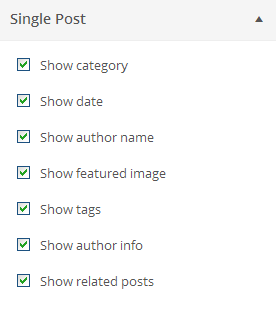 Single Post
Show category
Show date
Show author name
Show featured image
Show tags
Show author info
Show related posts